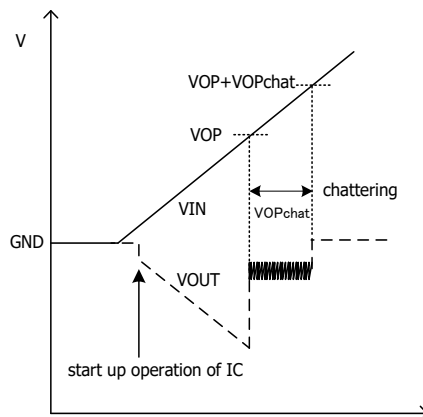 V
VOP+VOPchat
VOP
chattering
VIN
VOPchat
GND
VOUT
start up operation of IC